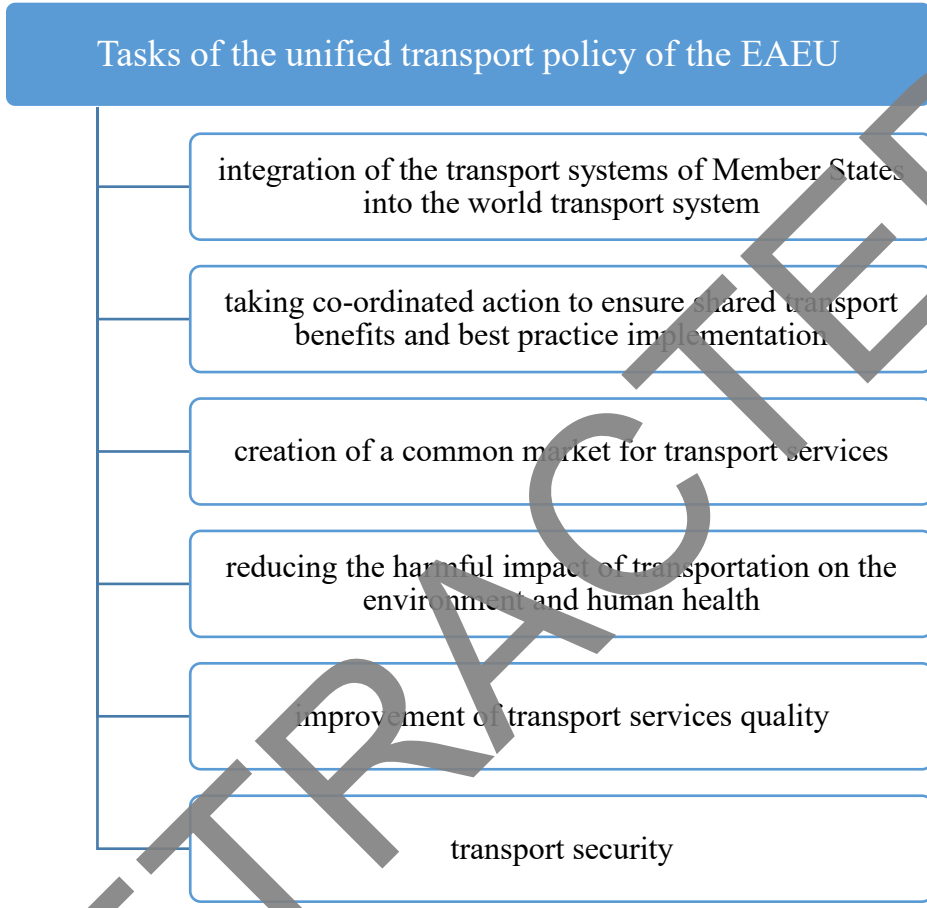 Tasks of the unified transport policy of the EAEU
integration of the transport systems of Member States
into the world transport system
taking co-ordinated action to ensure shared transport
benefits and best practice implementation
creation of a common market for transport services
reducing the harmful impact of transportation on the
environment and human health
improvement of transport services quality
transport security
TRACTE